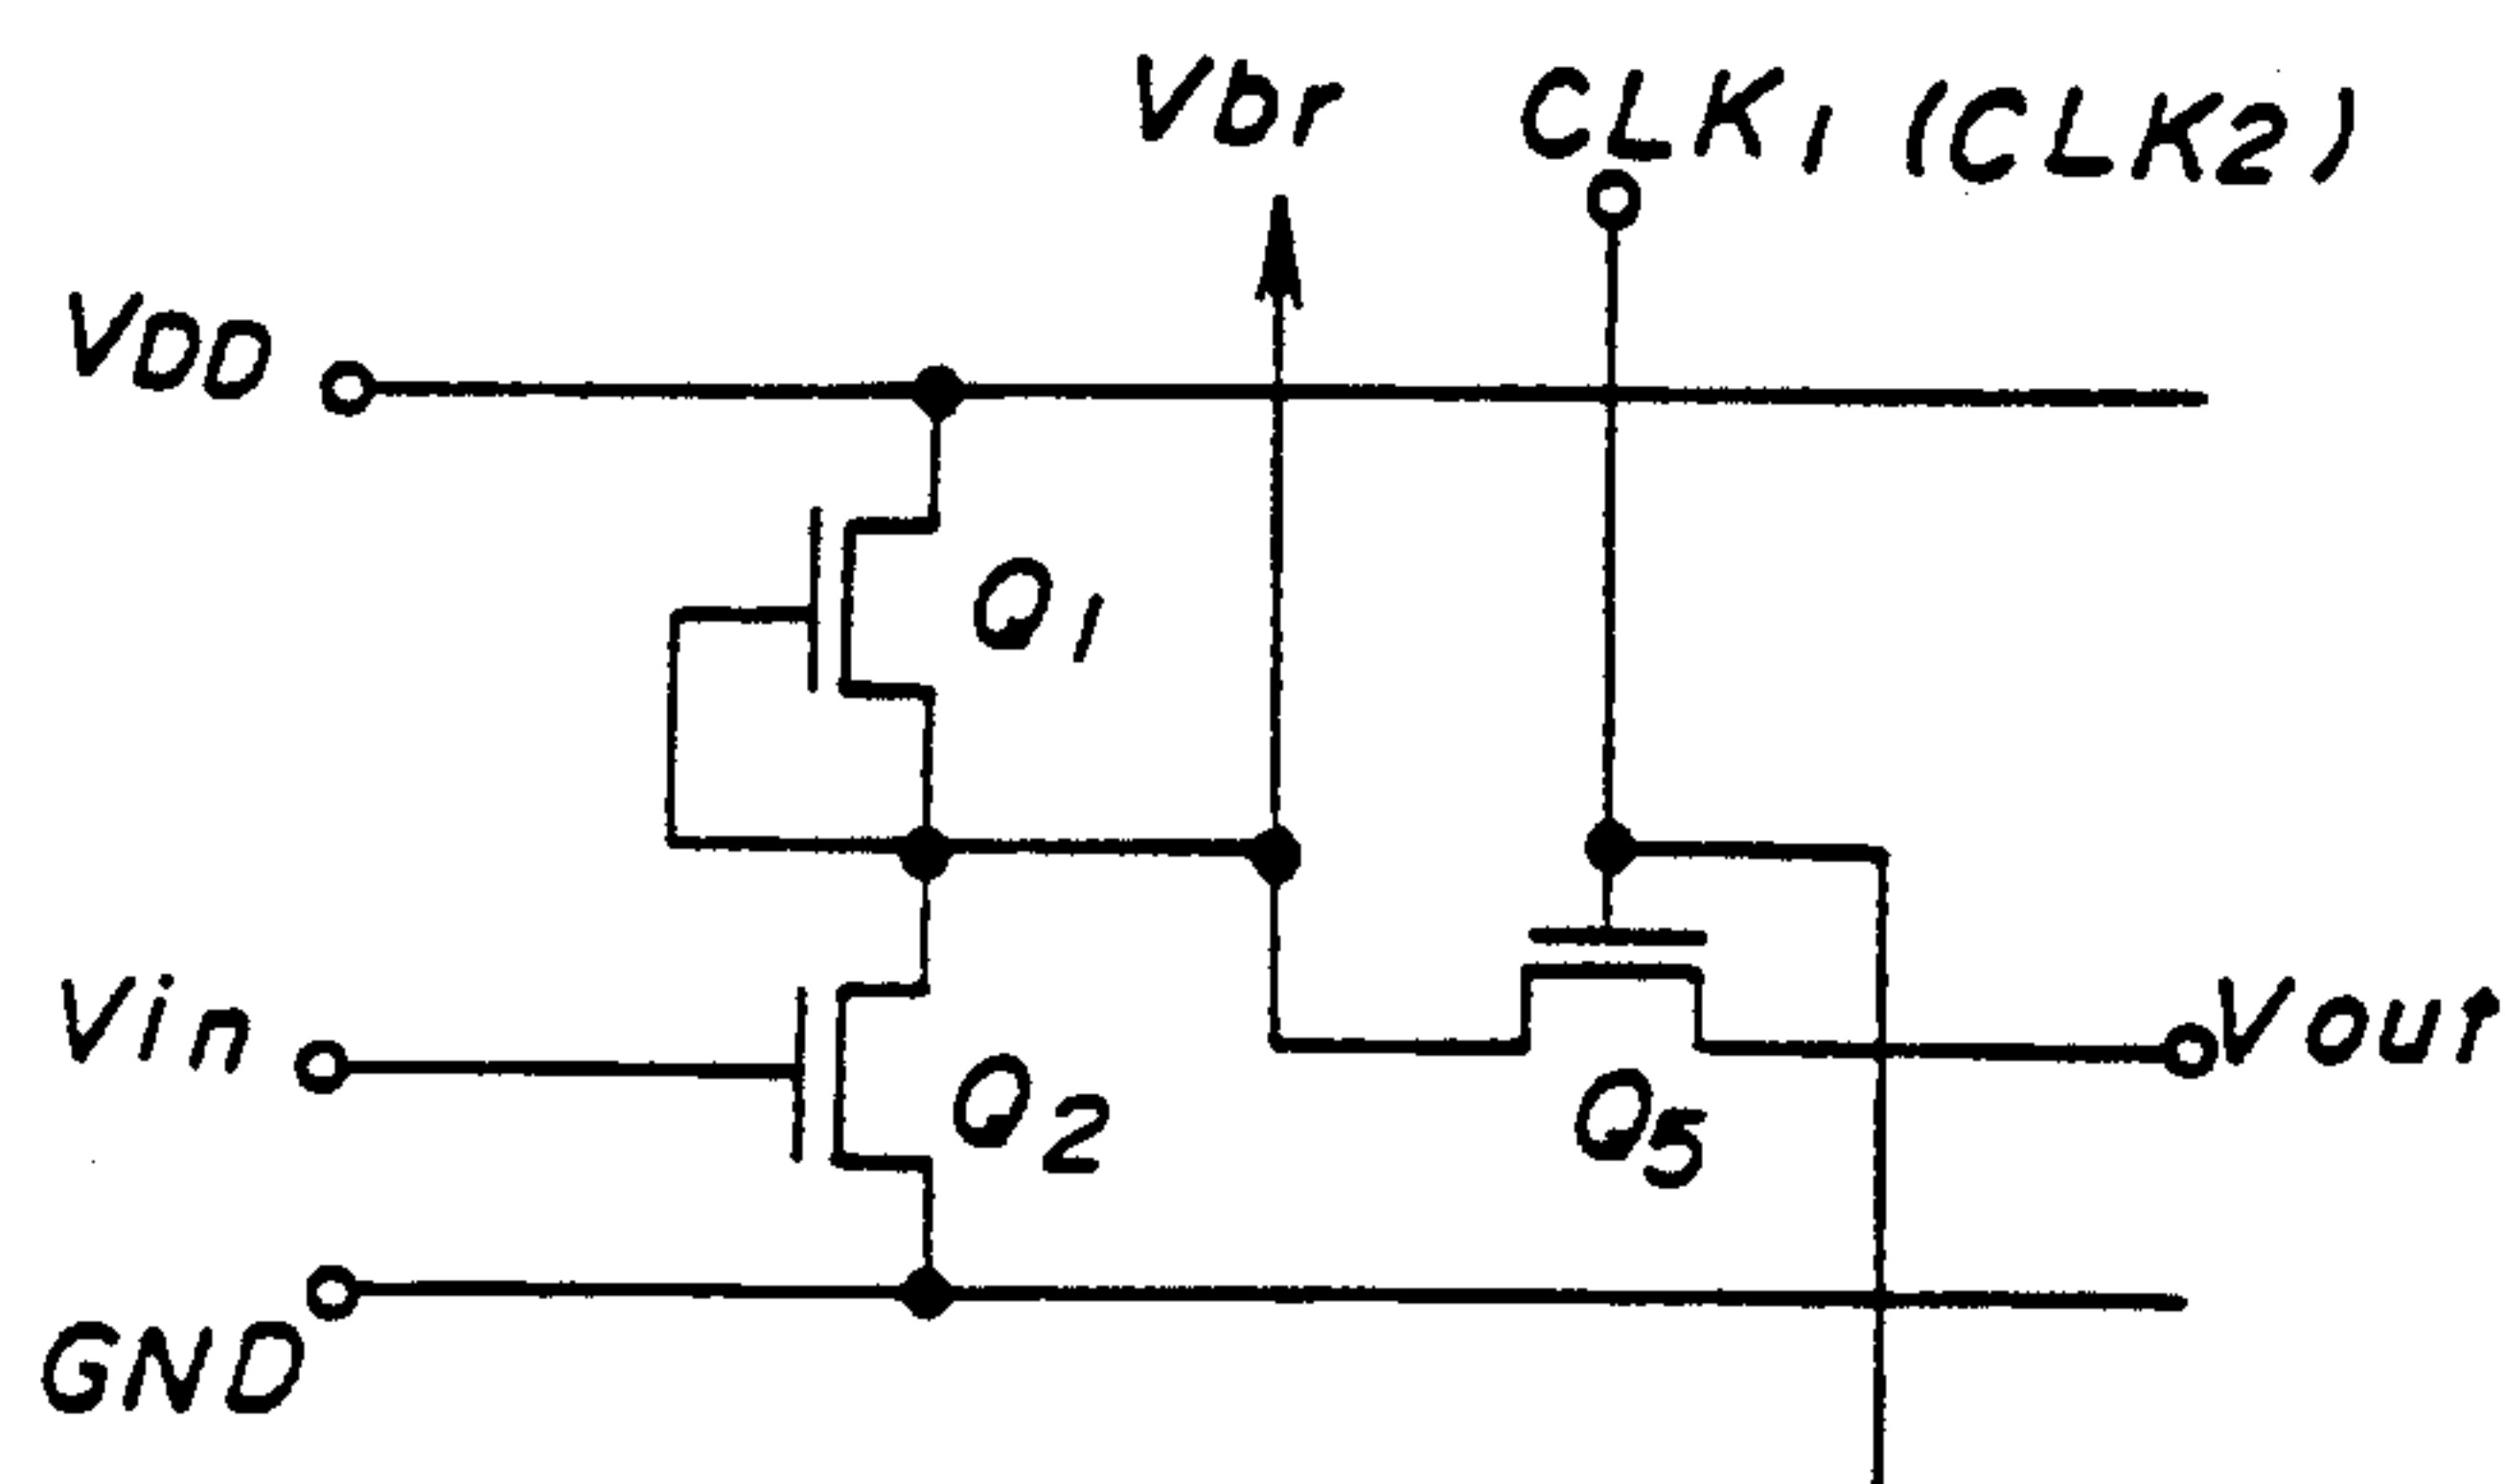 Vbr
CLK1 (CLK2)
VDD
Q1
Vin
Vout
Q2
Q5
GND